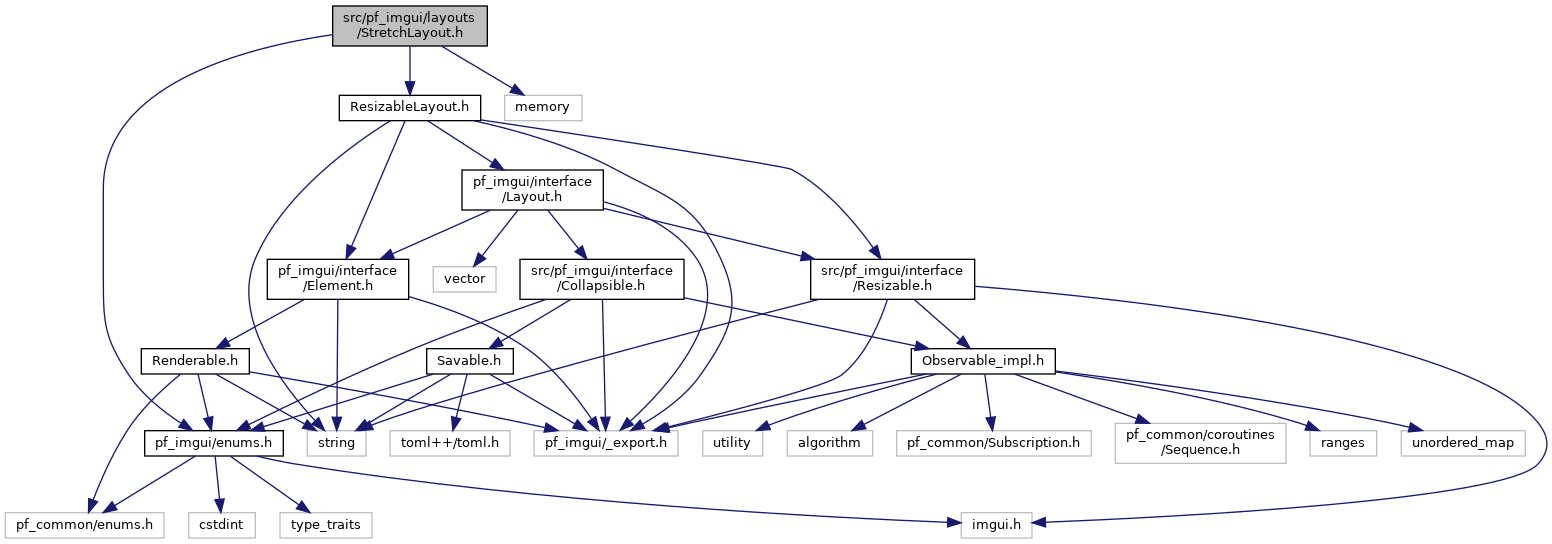 src/pf_imgui/layouts
/StretchLayout.h
ResizableLayout.h
memory
pf_imgui/interface
/Layout.h
pf_imgui/interface
/Element.h
vector
src/pf_imgui/interface
/Collapsible.h
src/pf_imgui/interface
/Resizable.h
Renderable.h
Savable.h
Observable_impl.h
pf_imgui/enums.h
string
toml++/toml.h
pf_imgui/_export.h
utility
algorithm
pf_common/Subscription.h
pf_common/coroutines
/Sequence.h
ranges
unordered_map
pf_common/enums.h
cstdint
type_traits
imgui.h